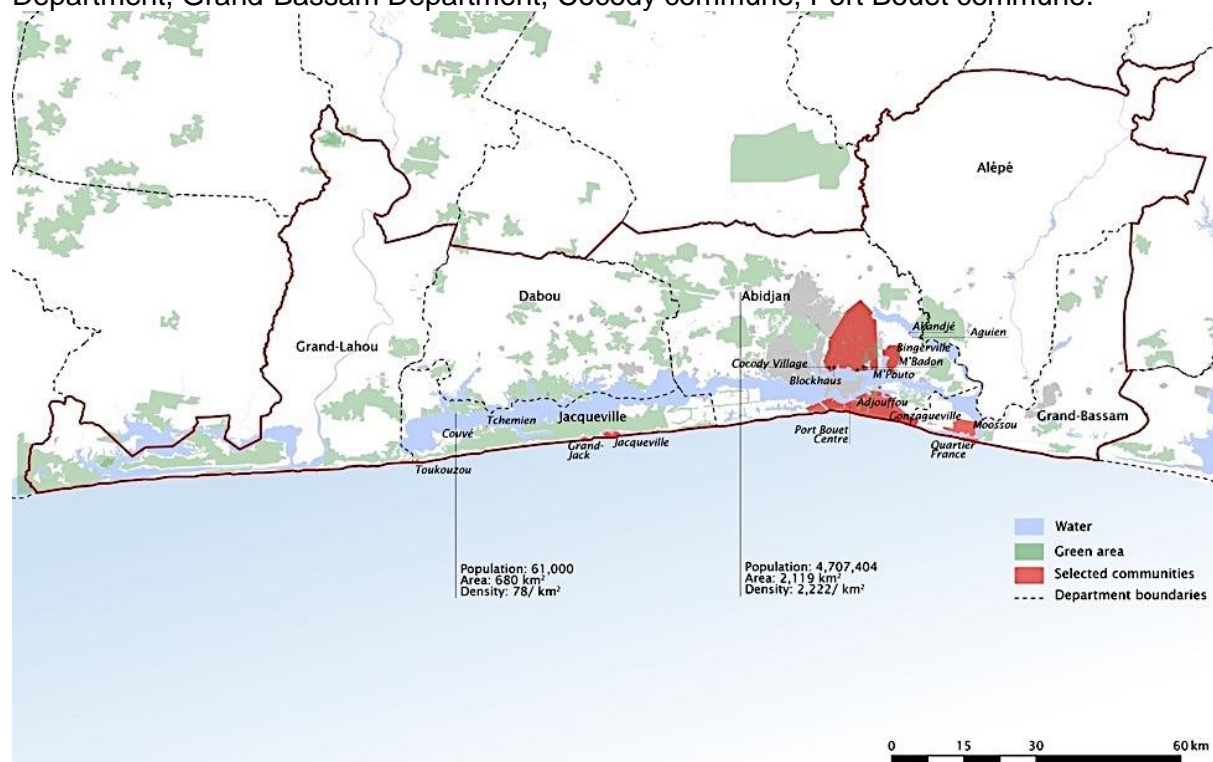 Department, Grand-Bassam Department, Cocody commune, Port Bouet commune.
Alépé
Dabou
Abidjan
Grand-Lahou
Akandjé
Aguien
Bingerville
M'Badon
Cocody Village
M'Pouto
Blockhaus
Adjouffou
Gonzagueville
Grand-Bassam
Moossou
Tchemien
Jacqueville
Couvé
Port Bouet
Centre
Grand-
Jack
Jacqueville
Quartier
France
Toukouzou
Water
Green area
Selected communities
Department boundaries
Population: 61,000
Area: 680 km²
Density: 78/ km²
Population: 4,707,404
Area: 2,119 km²
Density: 2,222/ km²
0 15 30 60 km